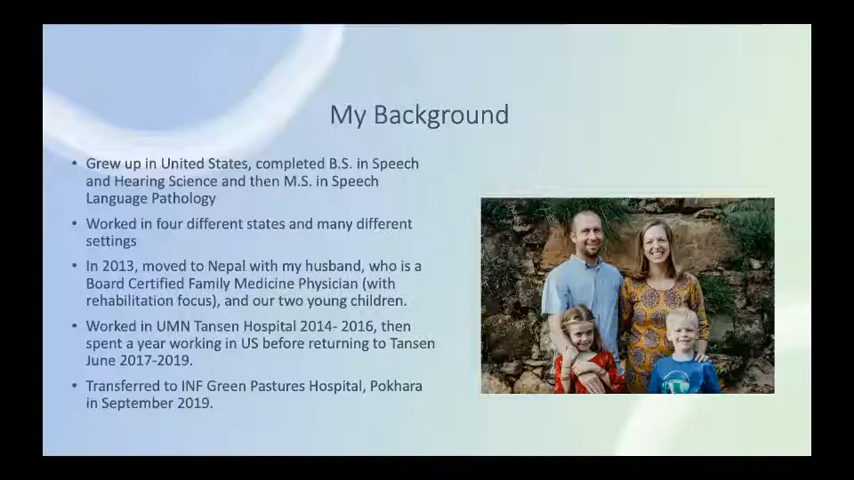 My Background
• Grew up in United States, completed B.S. in Speech
and Hearing Science and then M.S. in Speech
Language Pathology
• Worked in four different states and many different
settings
• In 2013, moved to Nepal with my husband, who is a
Board Certified Family Medicine Physician (with
rehabilitation focus), and our two young children.
• Worked in UMN Tansen Hospital 2014- 2016, then
spent a year working in US before returning to Tansen
June 2017-2019.
• Transferred to INF Green Pastures Hospital, Pokhara
in September 2019.